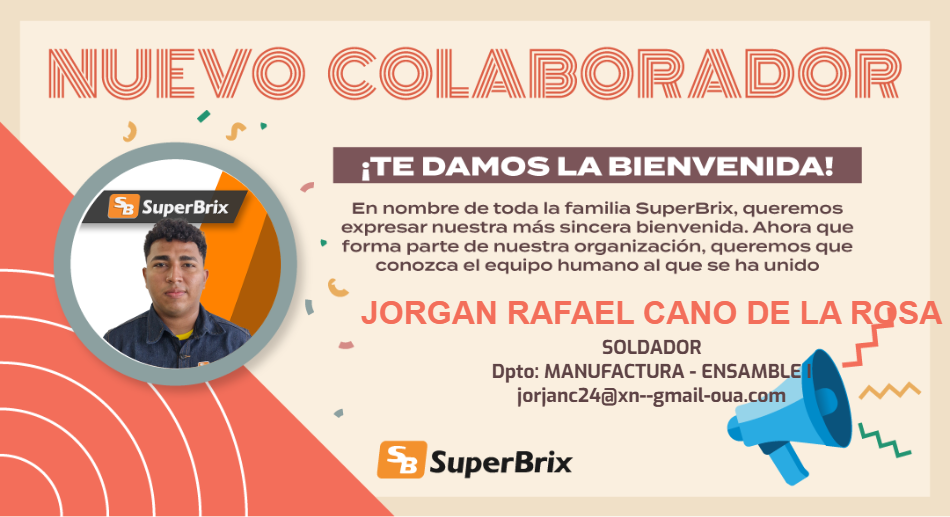 NUEVO COLABORADOR
¡TE DAMOS LA BIENVENIDA!
SB SuperBrix
En nombre de toda la familia SuperBrix, queremos
expresar nuestra más sincera bienvenida. Ahora que
forma parte de nuestra organización, queremos que
conozca el equipo humano al que se ha unido
JORGAN RAFAEL CANO DE LA ROSA
SOLDADOR
Dpto: MANUFACTURA - ENSAMBLE I
jorjanc24@xn--gmail-oua.com
SB SuperBrix